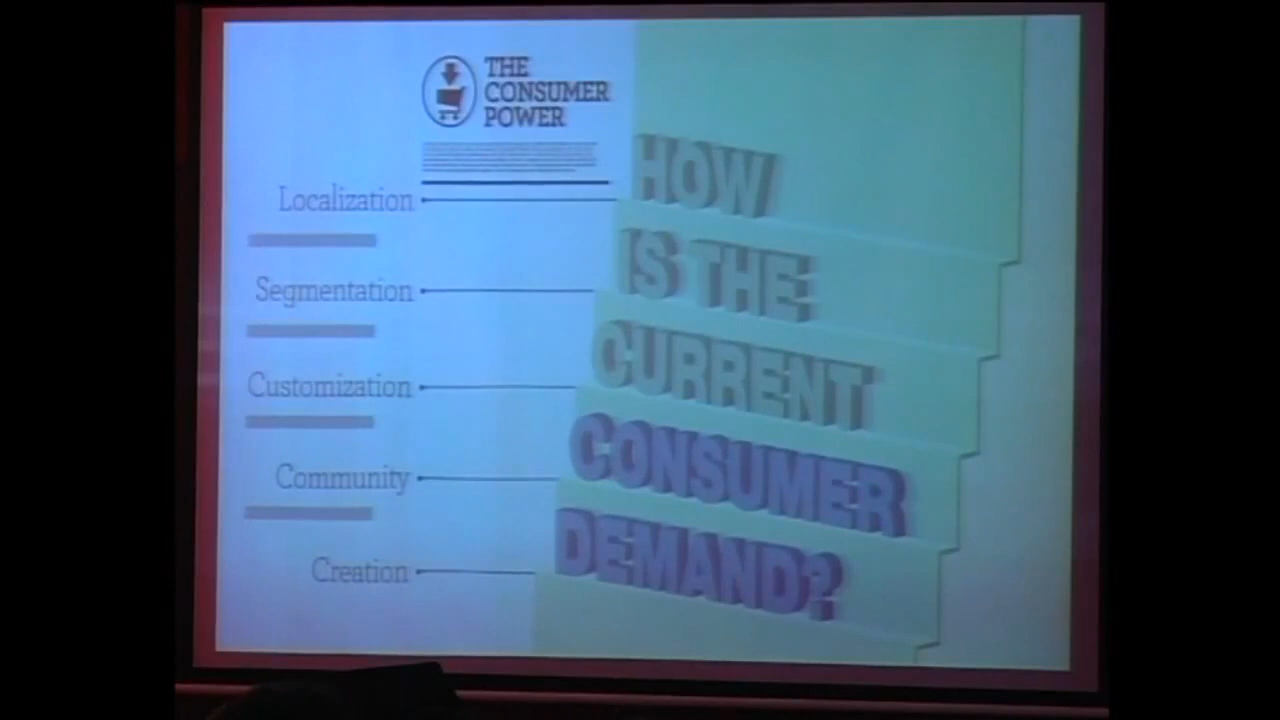 THE
CONSUMER
POWER
Localization
Segmentation
Customization
Community
Creation
HOW
IS THE
CURRENT
CONSUMER
DEMAND?